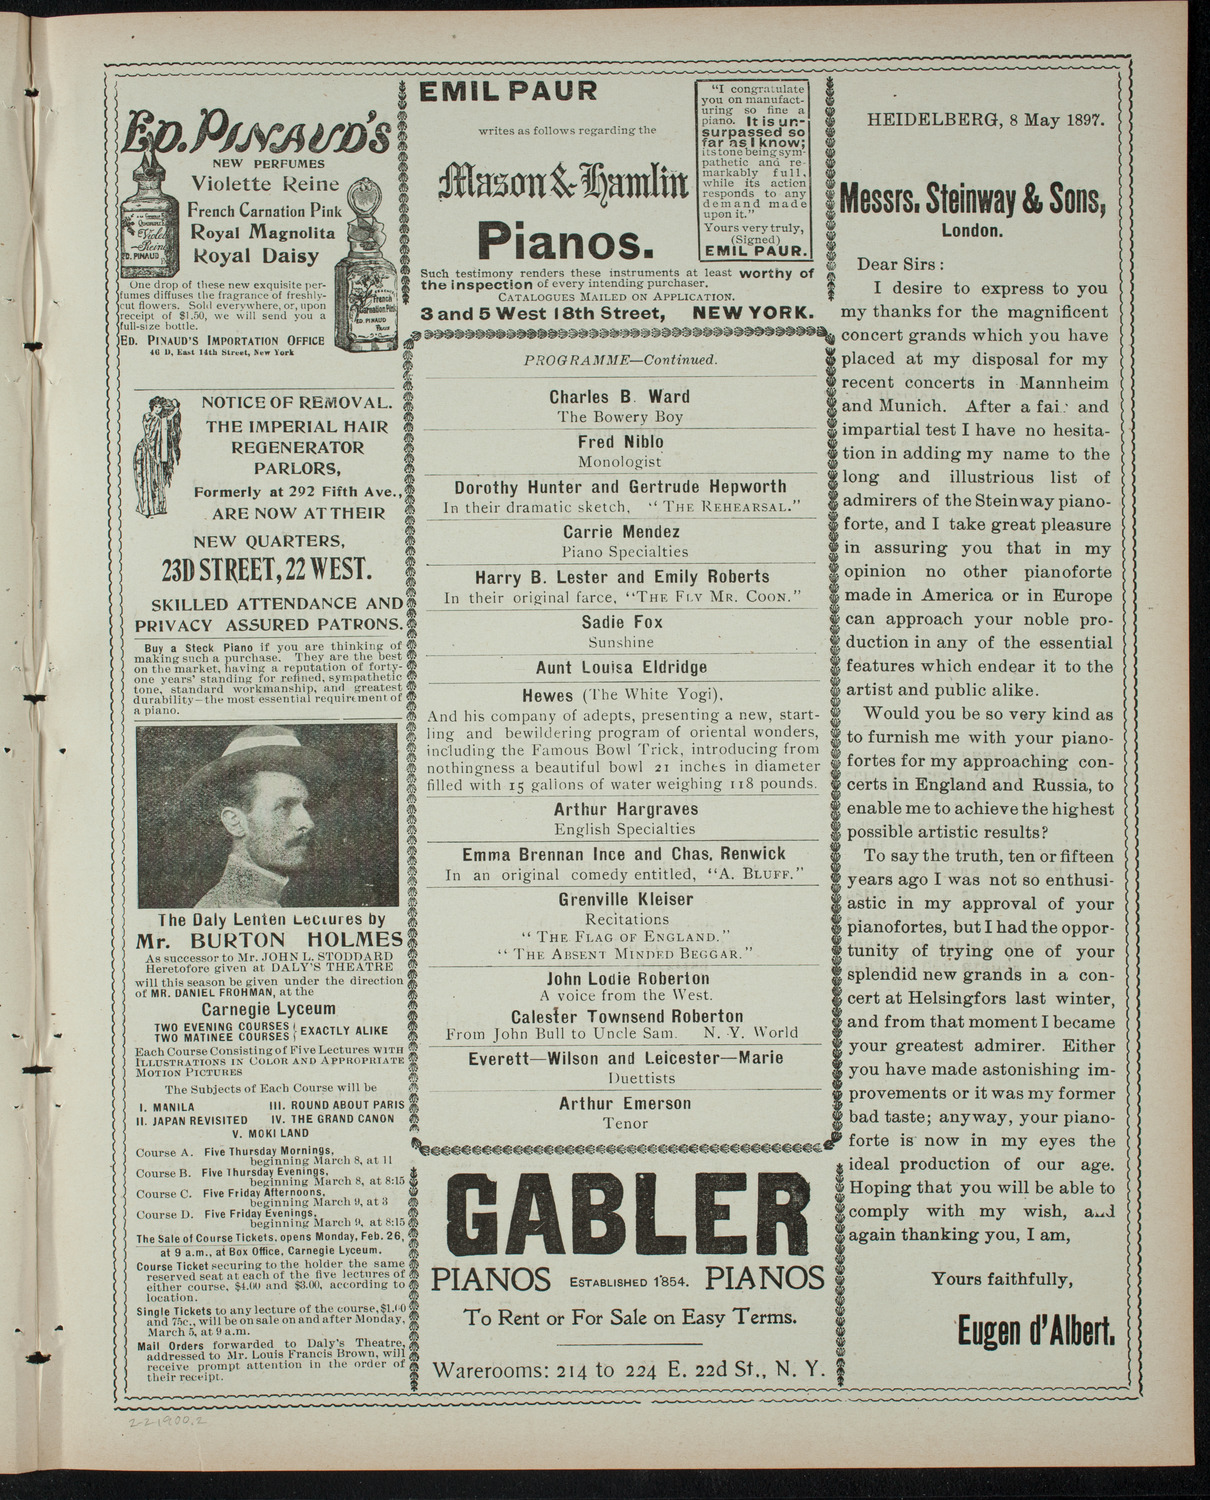 ED. PINAUD'S
NEW PERFUMES
Violette Reine
French Carnation Pink
Royal Magnolita
Royal Daisy
One drop of these new exquisite per-
fumes diffuses the fragrance of freshly-
cut flowers. Sold everywhere, or, upon
receipt of $1.50, we will send you a
full-size bottle.
ED. PINAUD'S IMPORTATION OFFICE
46 D, East 14th Street, New York
NOTICE OF REMOVAL.
THE IMPERIAL HAIR
REGENERATOR
PARLORS,
Formerly at 292 Fifth Ave.,
ARE NOW AT THEIR
NEW QUARTERS,
23D STREET, 22 WEST.
SKILLED ATTENDANCE AND
PRIVACY ASSURED PATRONS.
Buy a Steck Piano if you are thinking of
making such a purchase. They are the best
on the market, having a reputation of forty-
one years' standing for refined, sympathetic
tone, standard workmanship, and greatest
durability—the most essential requirement of
a piano.
The Daly Lenten Lectures by
Mr. BURTON HOLMES
As successor to Mr. JOHN L. STODDARD
Heretofore given at DALY'S THEATRE
will this season be given under the direction
of MR. DANIEL FROHMAN, at the
Carnegie Lyceum
TWO EVENING COURSES
TWO MATINEE COURSES } EXACTLY ALIKE
Each Course Consisting of Five Lectures WITH
ILLUSTRATIONS IN COLOR AND APPROPRIATE
MOTION PICTURES
The Subjects of Each Course will be
I. MANILA III. ROUND ABOUT PARIS
II. JAPAN REVISITED IV. THE GRAND CANON
V. MOKI LAND
Course A. Five Thursday Mornings,
beginning March 8, at 11
Course B. Five Thursday Evenings,
beginning March 8, at 8:15
Course C. Five Friday Afternoons,
beginning March 9, at 3
Course D. Five Friday Evenings,
beginning March 9, at 8:15
The Sale of Course Tickets, opens Monday, Feb. 26,
at 9 a.m., at Box Office, Carnegie Lyceum.
Course Ticket securing to the holder the same
reserved seat at each of the five lectures of
either course, $4.00 and $3.00, according to
location.
Single Tickets to any lecture of the course, $1.00
and 75c., will be on sale on and after Monday,
March 5, at 9 a.m.
Mail Orders forwarded to Daly's Theatre,
addressed to Mr. Louis Francis Brown, will
receive prompt attention in the order of
their receipt.
EMIL PAUR
writes as follows regarding the
Mason & Hamlin
Pianos.
"I congratulate
you on manufact-
uring so fine a
piano. It is un-
surpassed so
far as I know;
its tone being sym-
pathetic and re-
markably full,
while its action
responds to any
demand made
upon it."
Yours very truly,
(Signed)
EMIL PAUR.
Such testimony renders these instruments at least worthy of
the inspection of every intending purchaser.
CATALOGUES MAILED ON APPLICATION.
3 and 5 West 18th Street, NEW YORK.
PROGRAMME—Continued.
Charles B. Ward
The Bowery Boy
Fred Niblo
Monologist
Dorothy Hunter and Gertrude Hepworth
In their dramatic sketch, "THE REHEARSAL."
Carrie Mendez
Piano Specialties
Harry B. Lester and Emily Roberts
In their original farce, "THE FLY MR. COON."
Sadie Fox
Sunshine
Aunt Louisa Eldridge
Hewes (The White Yogi),
And his company of adepts, presenting a new, start-
ling and bewildering program of oriental wonders,
including the Famous Bowl Trick, introducing from
nothingness a beautiful bowl 21 inches in diameter
filled with 15 gallons of water weighing 118 pounds.
Arthur Hargraves
English Specialties
Emma Brennan Ince and Chas. Renwick
In an original comedy entitled, "A. BLUFF."
Grenville Kleiser
Recitations
"THE FLAG OF ENGLAND."
"THE ABSENT MINDED BEGGAR."
John Lodie Roberton
A voice from the West.
Calester Townsend Roberton
From John Bull to Uncle Sam. N. Y. World
Everett—Wilson and Leicester—Marie
Duettists
Arthur Emerson
Tenor
GABLER
PIANOS ESTABLISHED 1854. PIANOS
To Rent or For Sale on Easy Terms.
Warerooms: 214 to 224 E. 22d St., N. Y.
HEIDELBERG, 8 May 1897.
Messrs. Steinway & Sons,
London.
Dear Sirs:
I desire to express to you
my thanks for the magnificent
concert grands which you have
placed at my disposal for my
recent concerts in Mannheim
and Munich. After a fair and
impartial test I have no hesita-
tion in adding my name to the
long and illustrious list of
admirers of the Steinway piano-
forte, and I take great pleasure
in assuring you that in my
opinion no other pianoforte
made in America or in Europe
can approach your noble pro-
duction in any of the essential
features which endear it to the
artist and public alike.
Would you be so very kind as
to furnish me with your piano-
fortes for my approaching con-
certs in England and Russia, to
enable me to achieve the highest
possible artistic results?
To say the truth, ten or fifteen
years ago I was not so enthusi-
astic in my approval of your
pianofortes, but I had the oppor-
tunity of trying one of your
splendid new grands in a con-
cert at Helsingfors last winter,
and from that moment I became
your greatest admirer. Either
you have made astonishing im-
provements or it was my former
bad taste; anyway, your piano-
forte is now in my eyes the
ideal production of our age.
Hoping that you will be able to
comply with my wish, and
again thanking you, I am,
Yours faithfully,
Eugen d'Albert.
2-2-1900.2